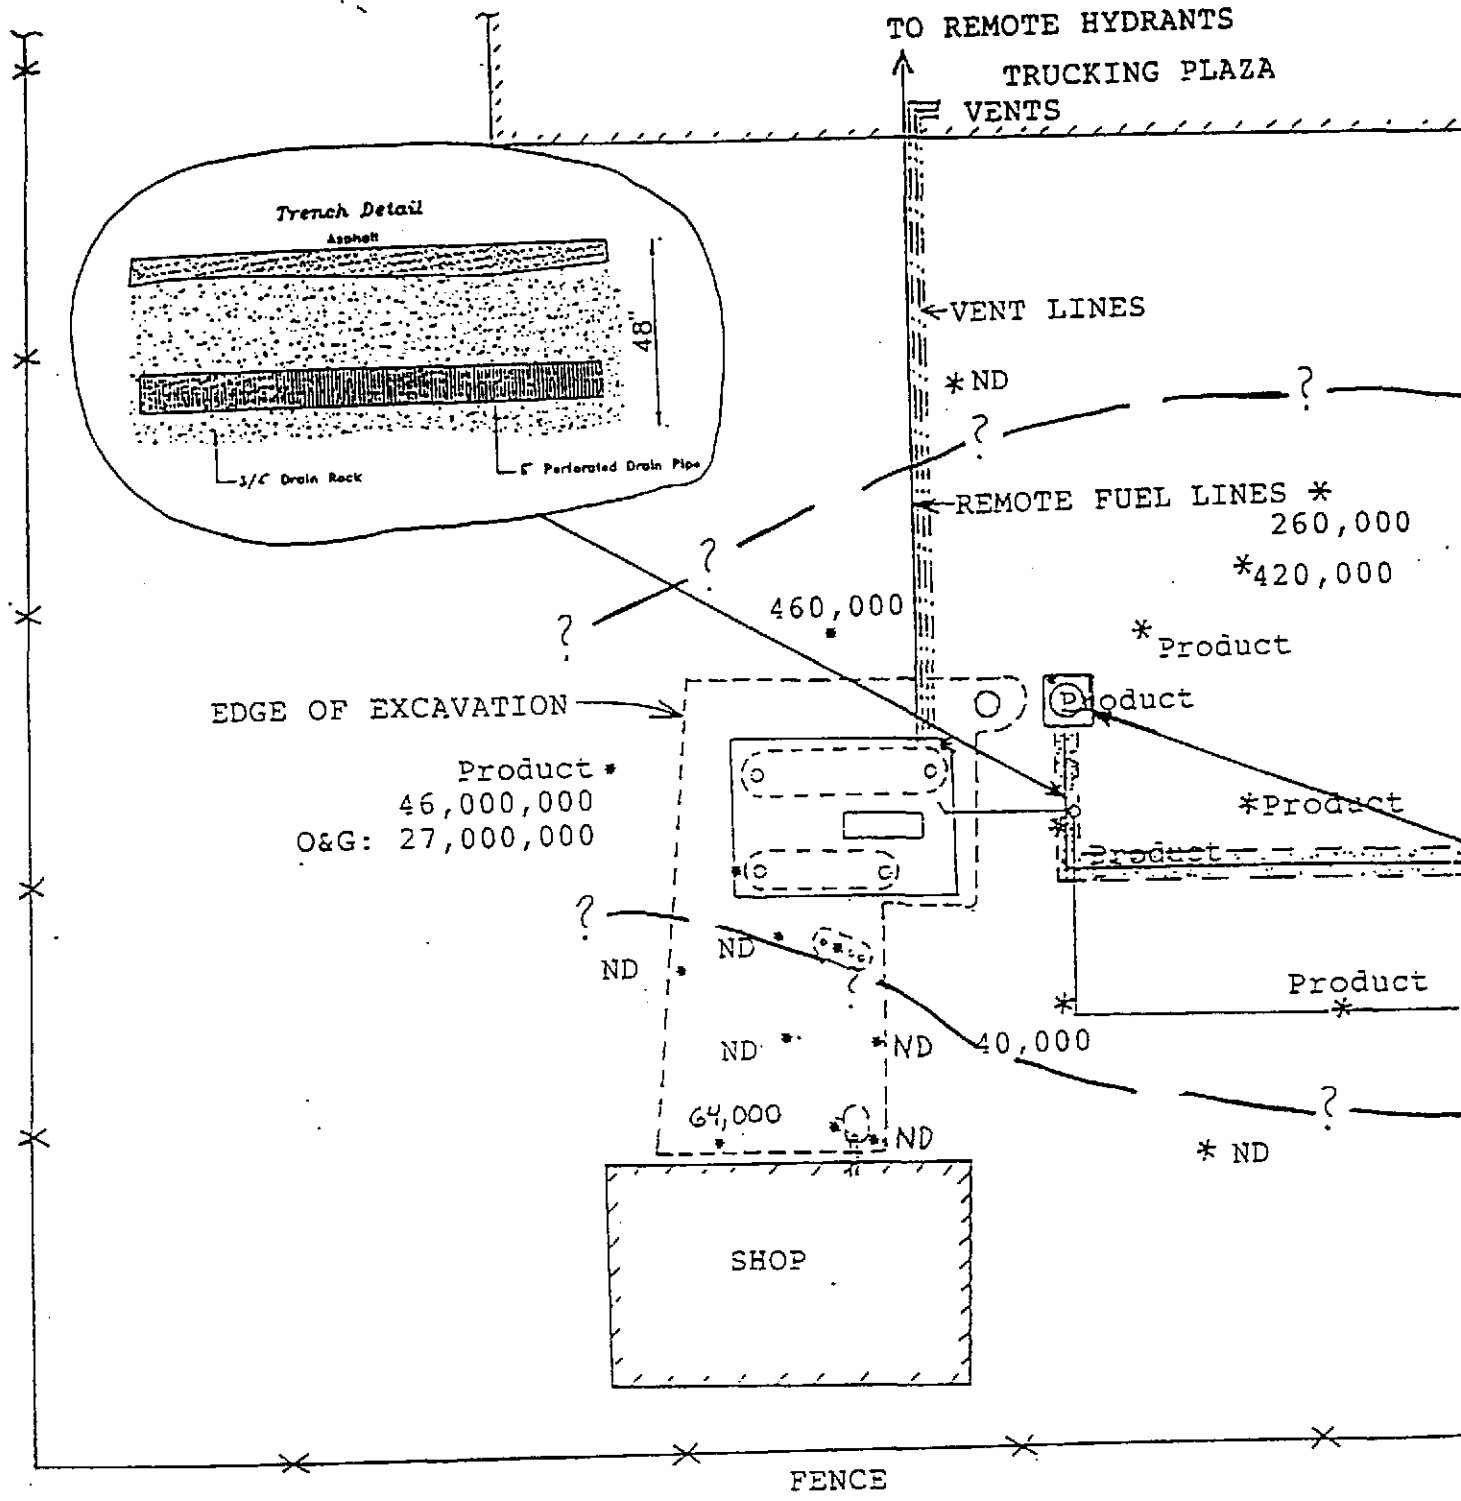 TO REMOTE HYDRANTS
TRUCKING PLAZA
VENTS
Trench Detail
Asphalt
48"
3/4" Drain Rock
6" Perforated Drain Pipe
VENT LINES
* ND
?
?
REMOTE FUEL LINES *
260,000
*420,000
?
?
460,000
*
* Product
Product
EDGE OF EXCAVATION
Product *
46,000,000
O&G: 27,000,000
*Product
*
Product
?
ND *
ND *
?
Product
*
ND *
* ND
40,000
64,000
*
* ND
?
* ND
SHOP
FENCE